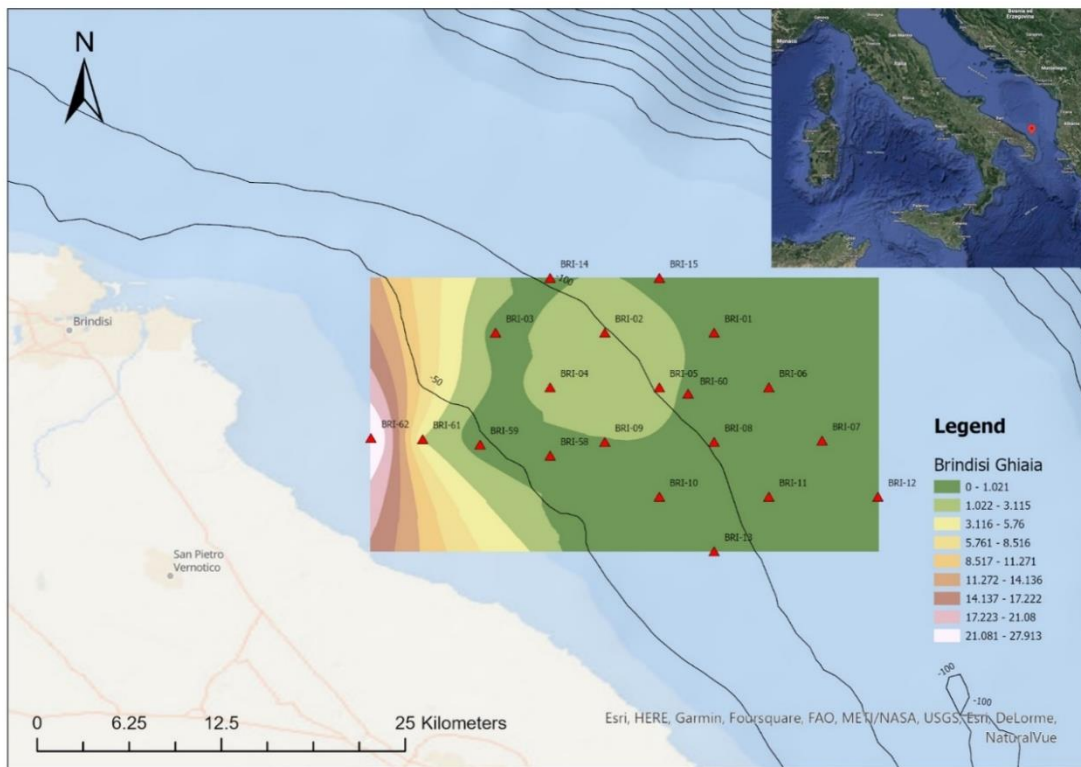 N
BRI-14
BRI-15
-100
BRI-03
BRI-02
BRI-01
Brindisi
BRI-04
BRI-05
BRI-60
BRI-06
-50
BRI-62
BRI-61
BRI-59
BRI-58
BRI-09
BRI-08
BRI-07
BRI-10
BRI-11
BRI-12
BRI-13
San Pietro
Vernotico
Legend
Brindisi Ghiaia
0 - 1.021
1.022 - 3.115
3.116 - 5.76
5.761 - 8.516
8.517 - 11.271
11.272 - 14.136
14.137 - 17.222
17.223 - 21.08
21.081 - 27.913
-100
-100
0 6.25 12.5 25 Kilometers
Esri, HERE, Garmin, Foursquare, FAO, METI/NASA, USGS, Esri, DeLorme,
NaturalVue